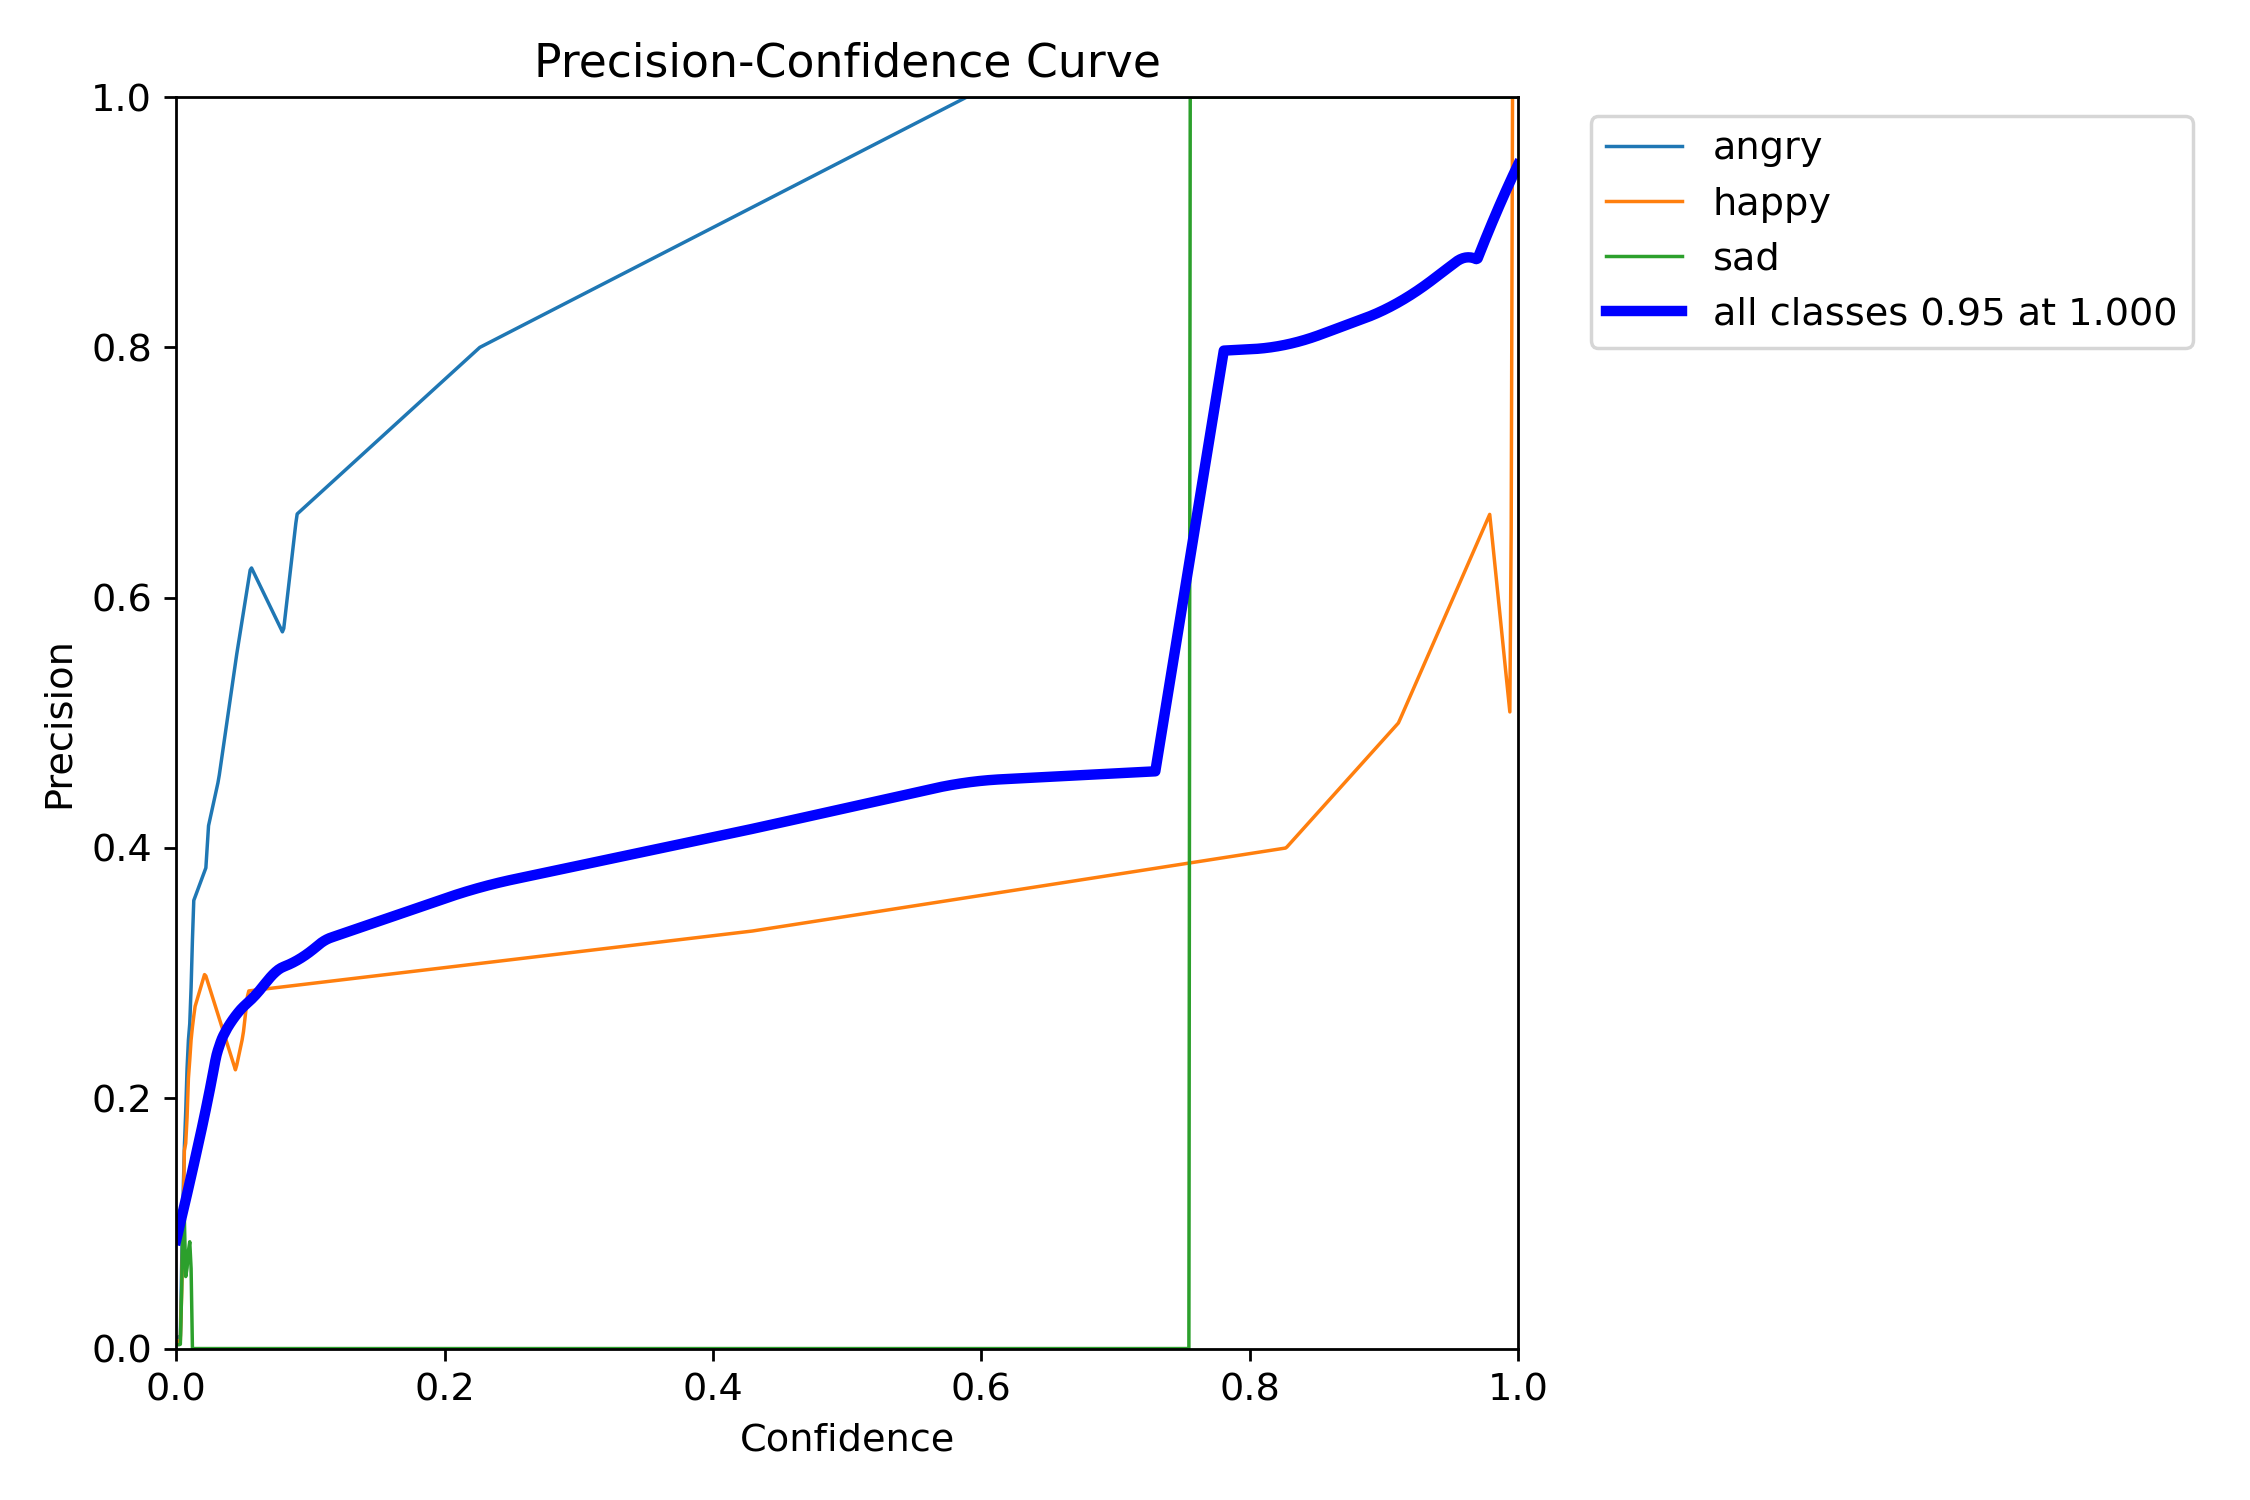 Precision-Confidence Curve
1.0
0.8
0.6
0.4
0.2
0.0
Precision
0.0 0.2 0.4 0.6 0.8 1.0
Confidence
angry
happy
sad
all classes 0.95 at 1.000